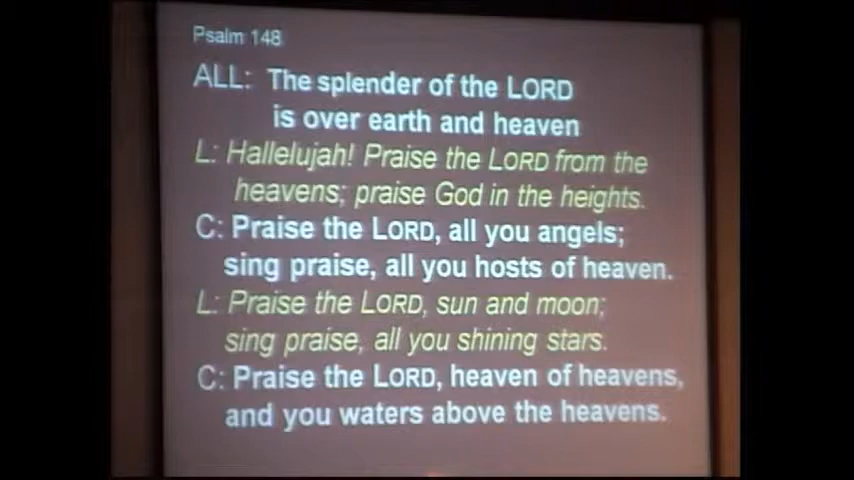 Psalm 148
ALL: The splender of the LORD
is over earth and heaven
L: Hallelujah! Praise the LORD from the
heavens; praise God in the heights.
C: Praise the LORD, all you angels;
sing praise, all you hosts of heaven.
L: Praise the LORD, sun and moon;
sing praise, all you shining stars.
C: Praise the LORD, heaven of heavens,
and you waters above the heavens.